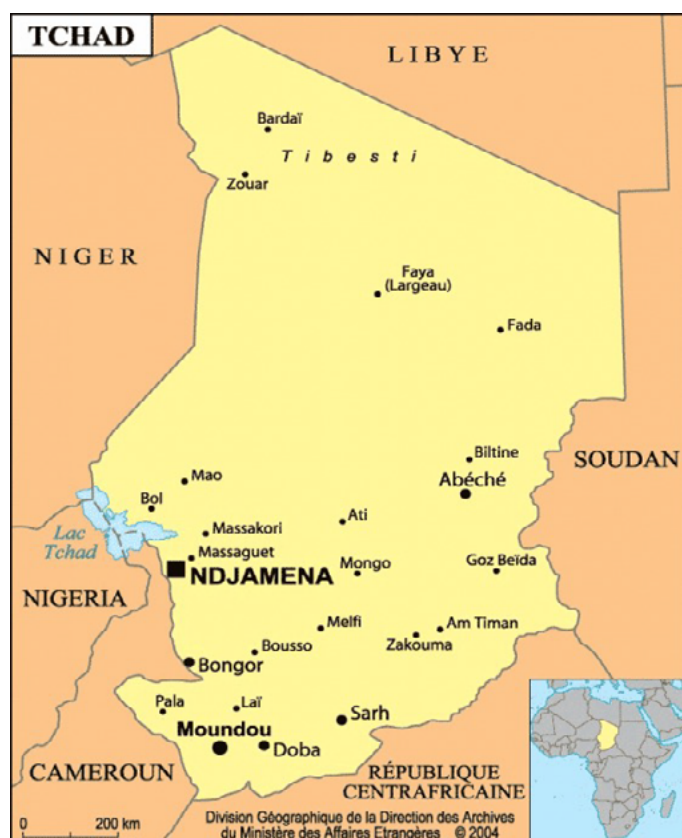 TCHAD
LIBYE
Bardaï
Tibesti
Zouar
NIGER
Faya
(Largeau)
Fada
Biltine
SOUDAN
Mao
Abéché
Bol
Ati
Lac
Tchad
Massakori
Massaguet
NDJAMENA
Mongo
Goz Beïda
NIGERIA
Melfi
Am Timan
Zakouma
Bousso
Bongor
Pala
Laï
Sarh
Moundou
Doba
CAMEROUN
RÉPUBLIQUE
CENTRAFRICAINE
0 200 km
Division Géographique de la Direction des Archives
du Ministère des Affaires Etrangères © 2004